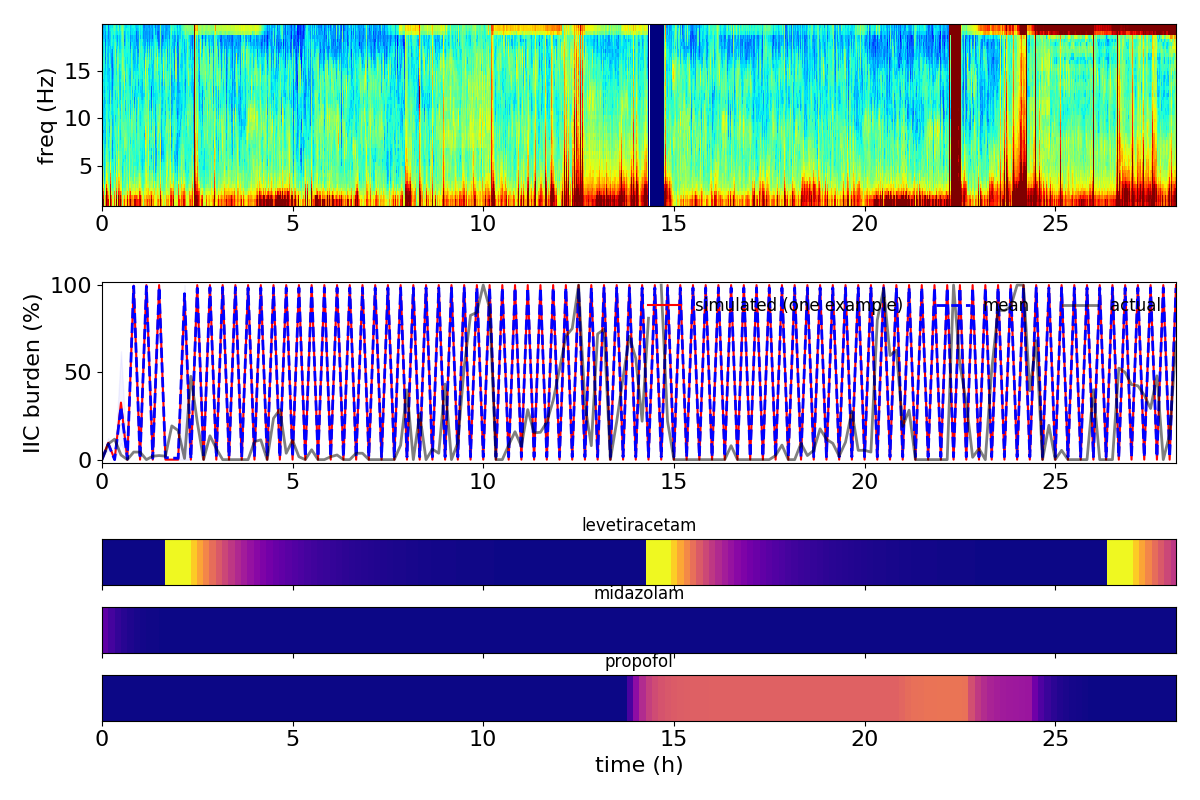 freq (Hz)
15
10
5
0 5 10 15 20 25
IIC burden (%)
100
50
0
simulated (one example) mean actual
0 5 10 15 20 25
levetiracetam
midazolam
propofol
0 5 10 15 20 25
time (h)